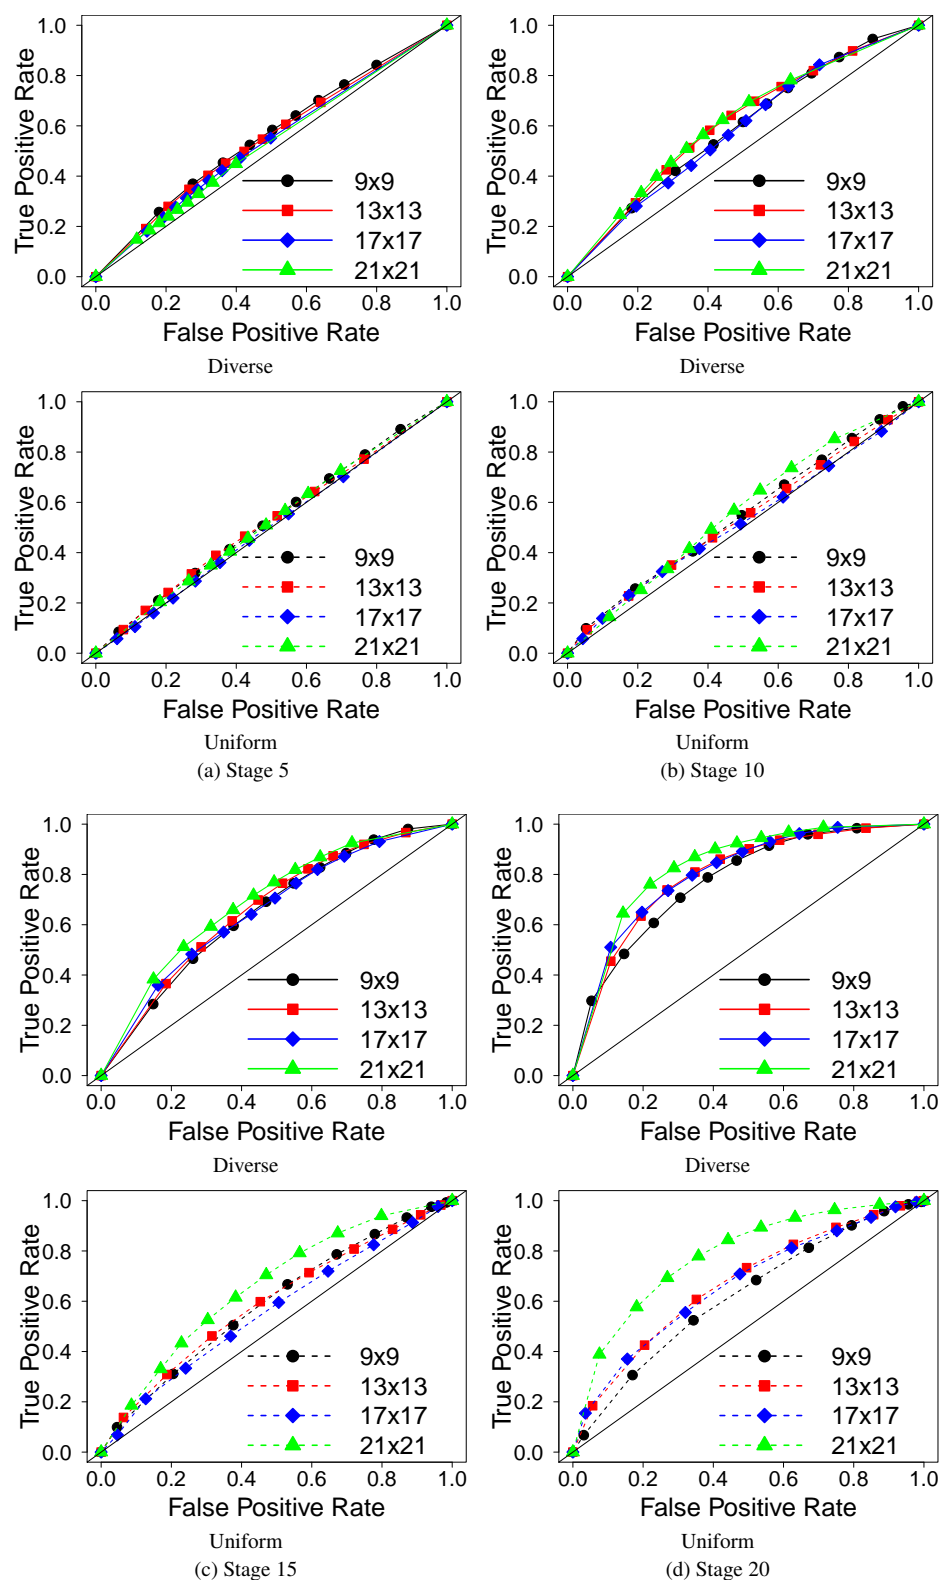 True Positive Rate
1.0
0.8
0.6
0.4
0.2
0.0
9x9
13x13
17x17
21x21
0.0 0.2 0.4 0.6 0.8 1.0
False Positive Rate
Diverse
True Positive Rate
1.0
0.8
0.6
0.4
0.2
0.0
9x9
13x13
17x17
21x21
0.0 0.2 0.4 0.6 0.8 1.0
False Positive Rate
Diverse
True Positive Rate
1.0
0.8
0.6
0.4
0.2
0.0
9x9
13x13
17x17
21x21
0.0 0.2 0.4 0.6 0.8 1.0
False Positive Rate
Uniform
(a) Stage 5
True Positive Rate
1.0
0.8
0.6
0.4
0.2
0.0
9x9
13x13
17x17
21x21
0.0 0.2 0.4 0.6 0.8 1.0
False Positive Rate
Uniform
(b) Stage 10
True Positive Rate
1.0
0.8
0.6
0.4
0.2
0.0
9x9
13x13
17x17
21x21
0.0 0.2 0.4 0.6 0.8 1.0
False Positive Rate
Diverse
True Positive Rate
1.0
0.8
0.6
0.4
0.2
0.0
9x9
13x13
17x17
21x21
0.0 0.2 0.4 0.6 0.8 1.0
False Positive Rate
Diverse
True Positive Rate
1.0
0.8
0.6
0.4
0.2
0.0
9x9
13x13
17x17
21x21
0.0 0.2 0.4 0.6 0.8 1.0
False Positive Rate
Uniform
(c) Stage 15
True Positive Rate
1.0
0.8
0.6
0.4
0.2
0.0
9x9
13x13
17x17
21x21
0.0 0.2 0.4 0.6 0.8 1.0
False Positive Rate
Uniform
(d) Stage 20